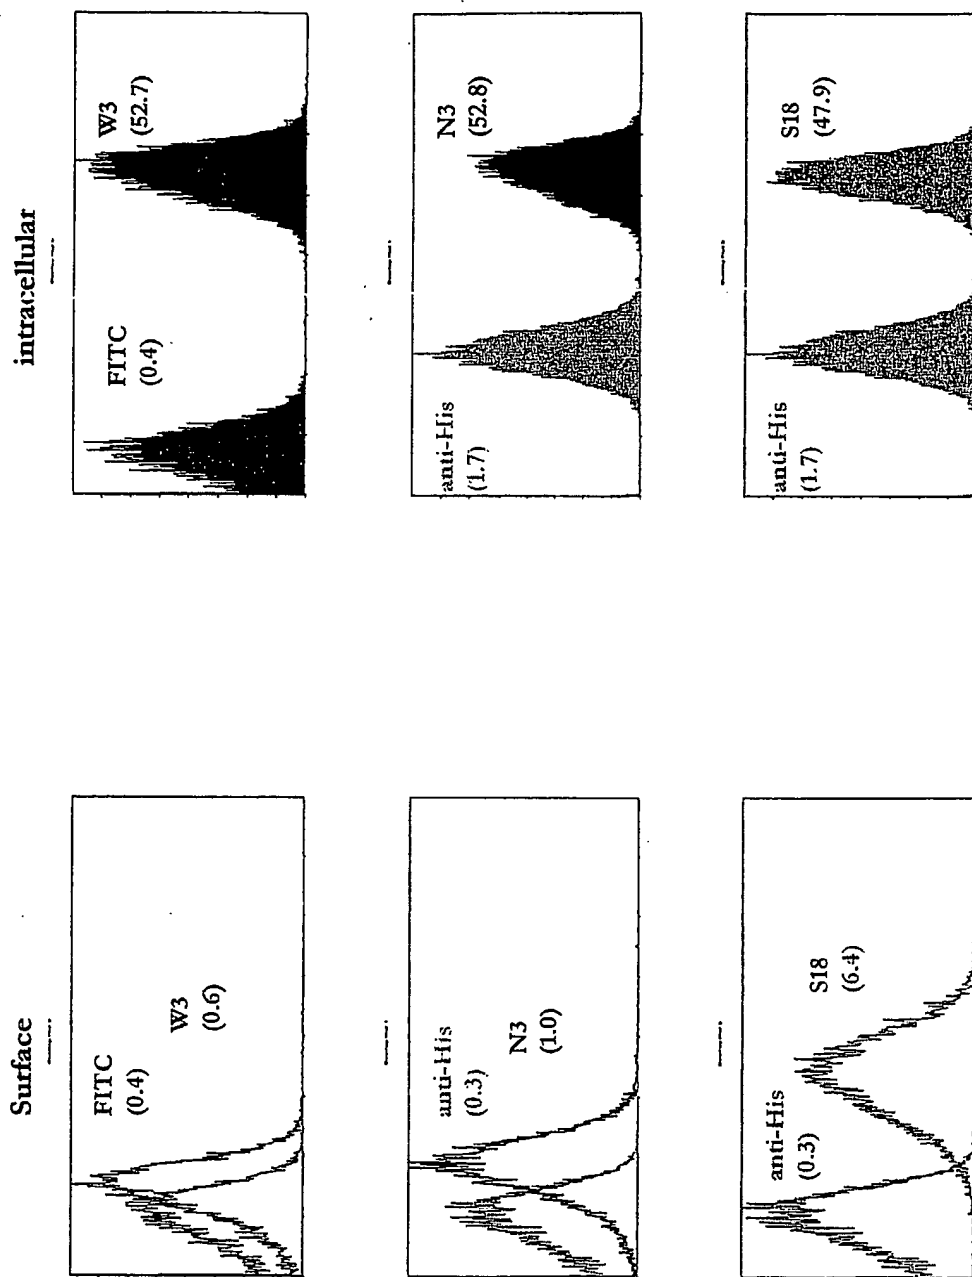 Surface
intracellular
FITC
(0.4)
W3
(0.6)
FITC
(0.4)
W3
(52.7)
anti-His
(0.3)
N3
(1.0)
anti-His
(1.7)
N3
(52.8)
anti-His
(0.3)
S18
(6.4)
anti-His
(1.7)
S18
(47.9)